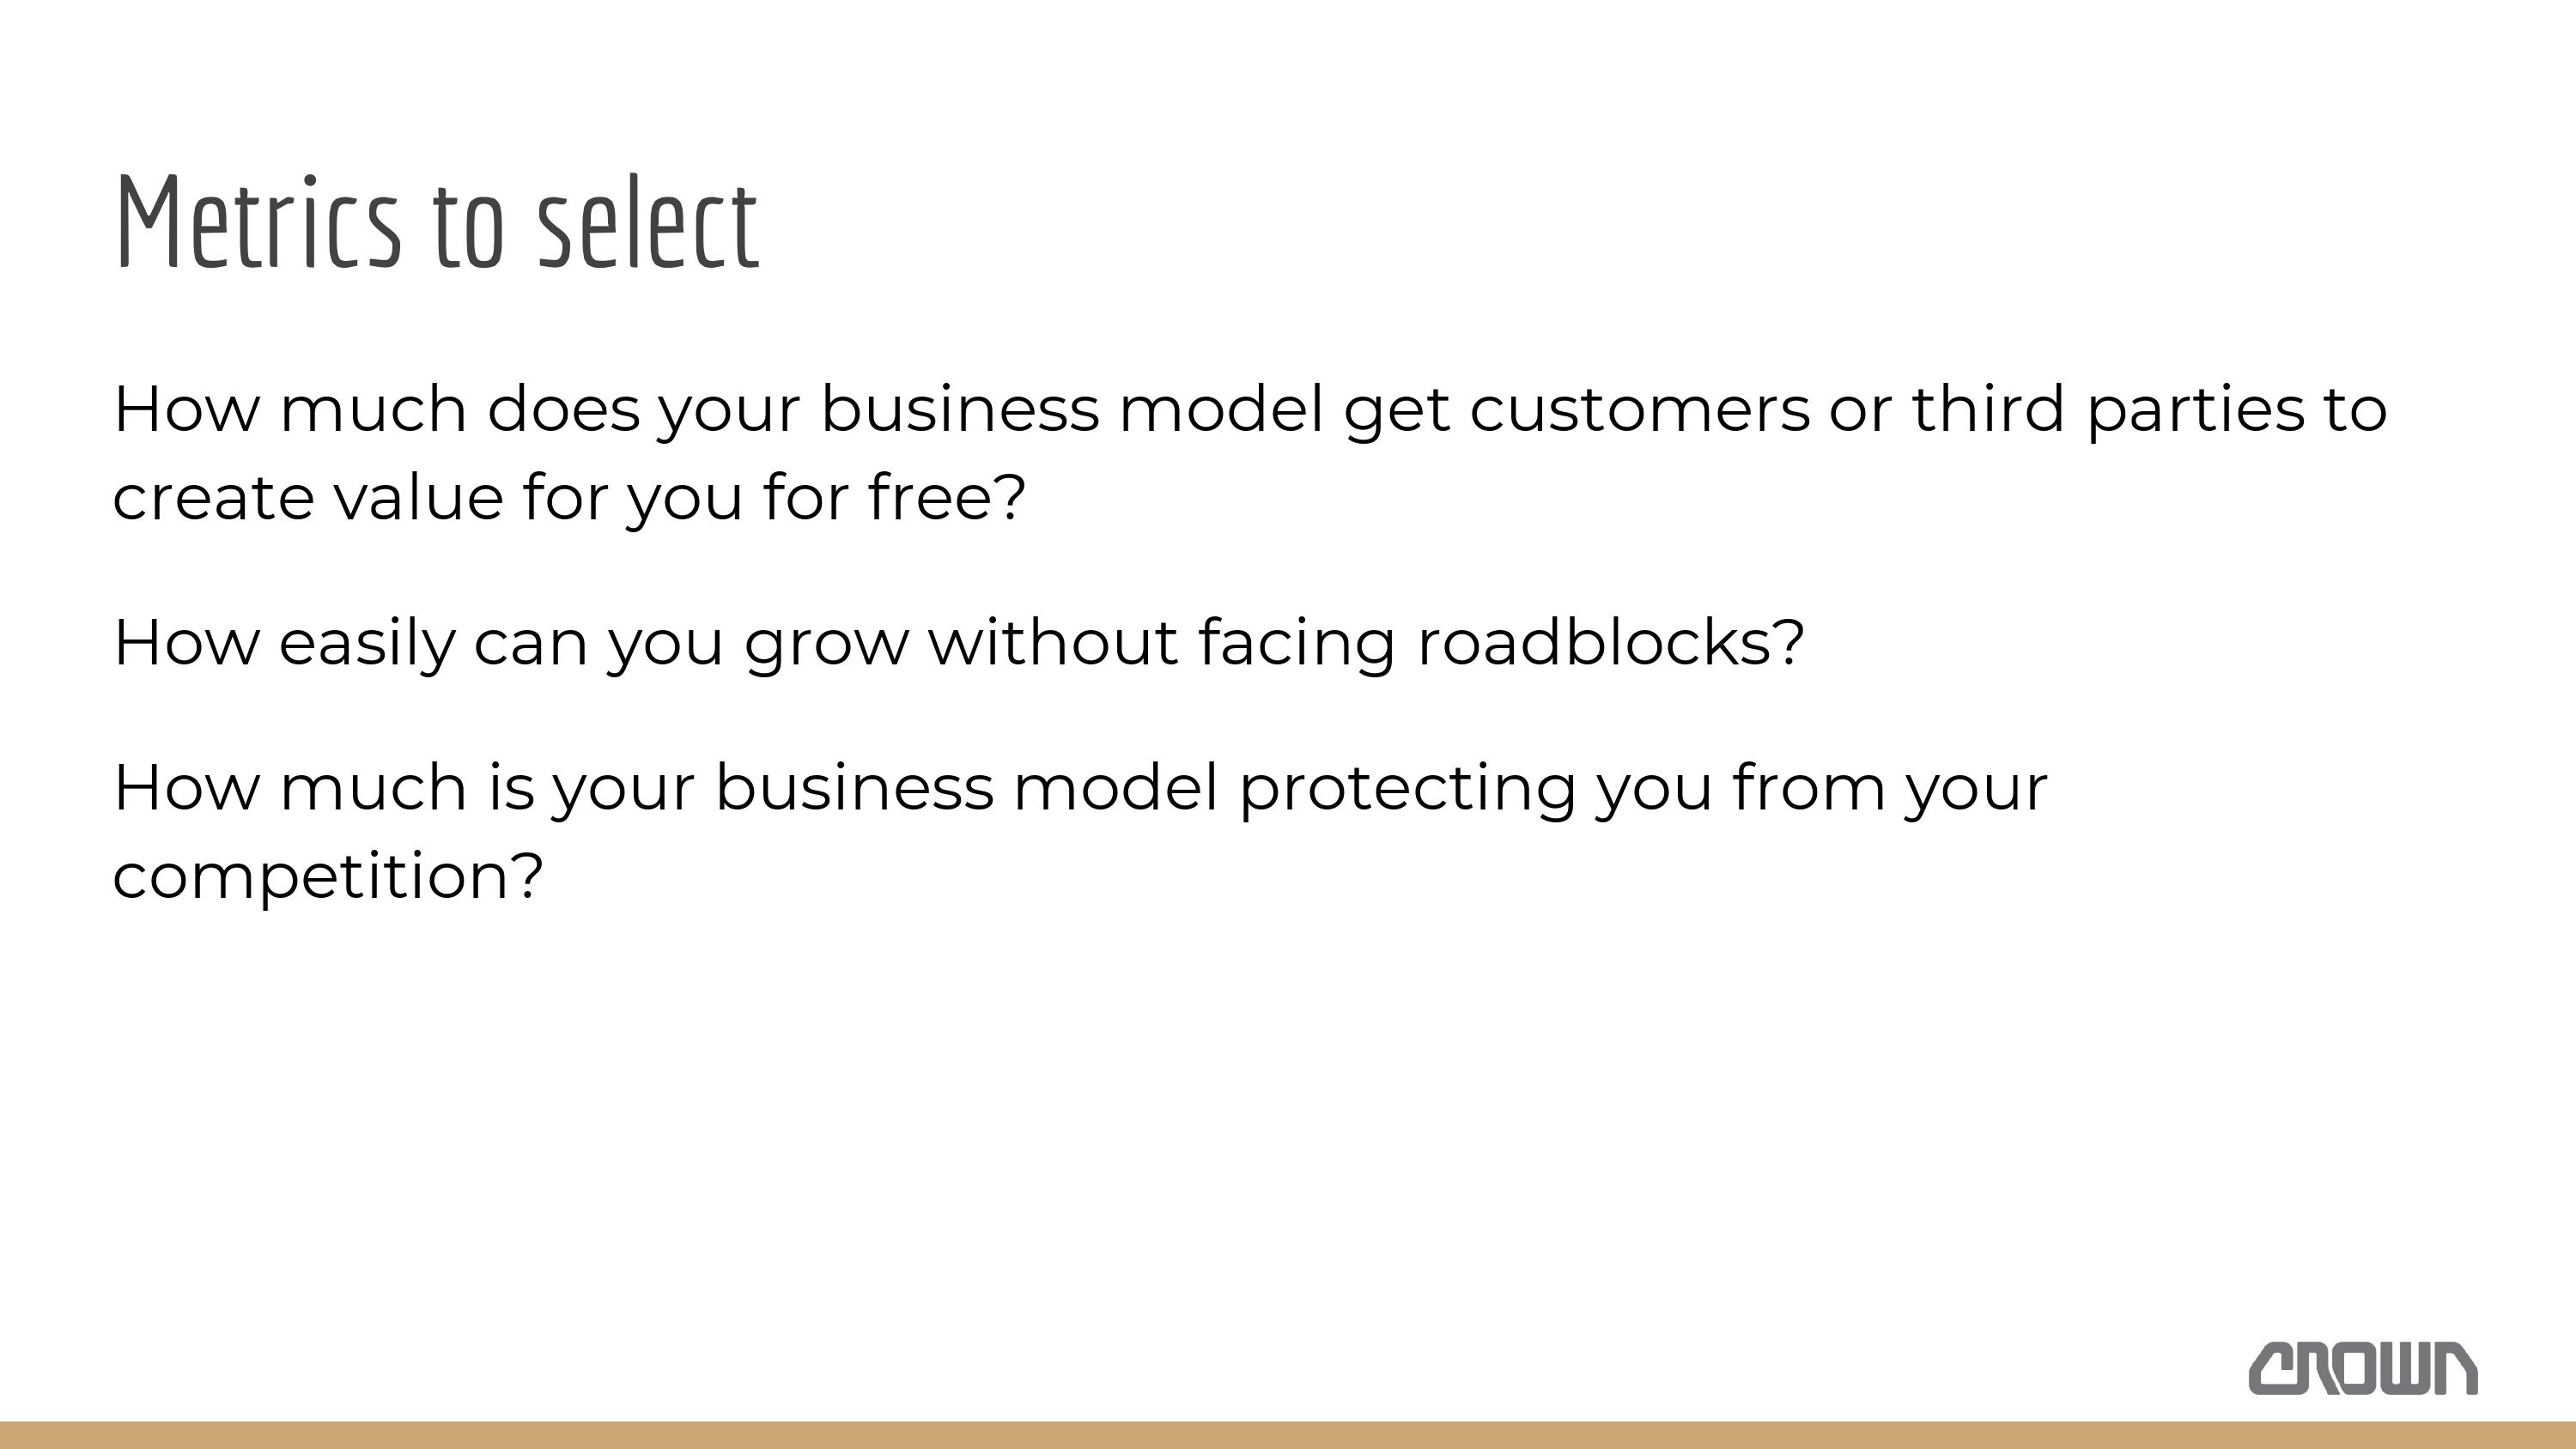 Metrics to select
How much does your business model get customers or third parties to
create value for you for free?
How easily can you grow without facing roadblocks?
How much is your business model protecting you from your
competition?
CROWN